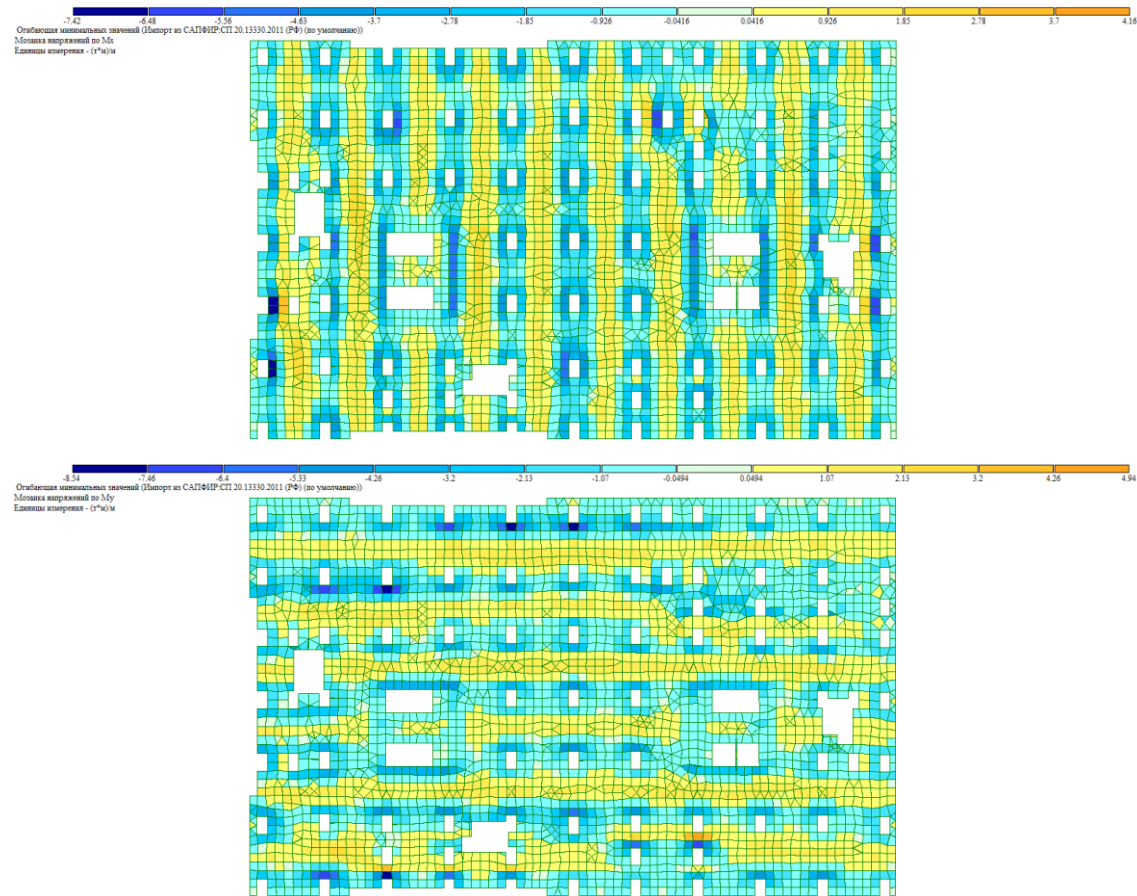 -7.42 -6.48 -5.56 -4.63 -3.7 -2.78 -1.85 -0.926 -0.0416 0.0416 0.926 1.85 2.78 3.7 4.16
Огибающая минимальных значений (Импорт из САПФИР:СП 20.13330.2011 (РФ) (по умолчанию))
Мозаика напряжений по Mx
Единицы измерения - (т*м)/м
-8.54 -7.46 -6.4 -5.33 -4.26 -3.2 -2.13 -1.07 -0.0494 0.0494 1.07 2.13 3.2 4.26 4.94
Огибающая минимальных значений (Импорт из САПФИР:СП 20.13330.2011 (РФ) (по умолчанию))
Мозаика напряжений по My
Единицы измерения - (т*м)/м